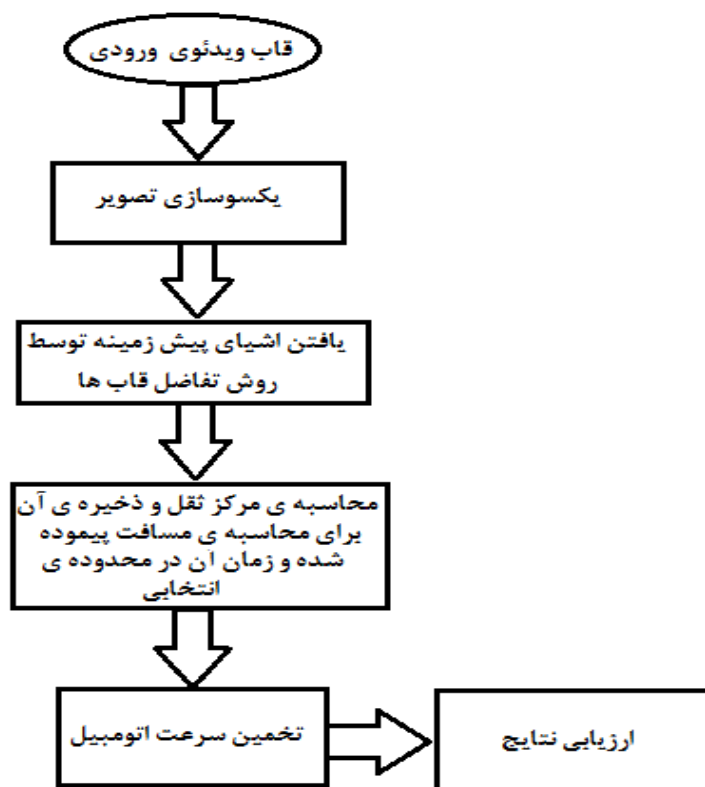 قاب ویدئوی ورودی
یکسوسازی تصویر
یافتن اشیای پیش زمینه توسط
روش تفاضل قاب ها
محاسبه ی مرکز ثقل و ذخیره ی آن
برای محاسبه ی مسافت پیموده
شده و زمان آن در محدوده ی
انتخابی
تخمین سرعت اتومبیل
ارزیابی نتایج